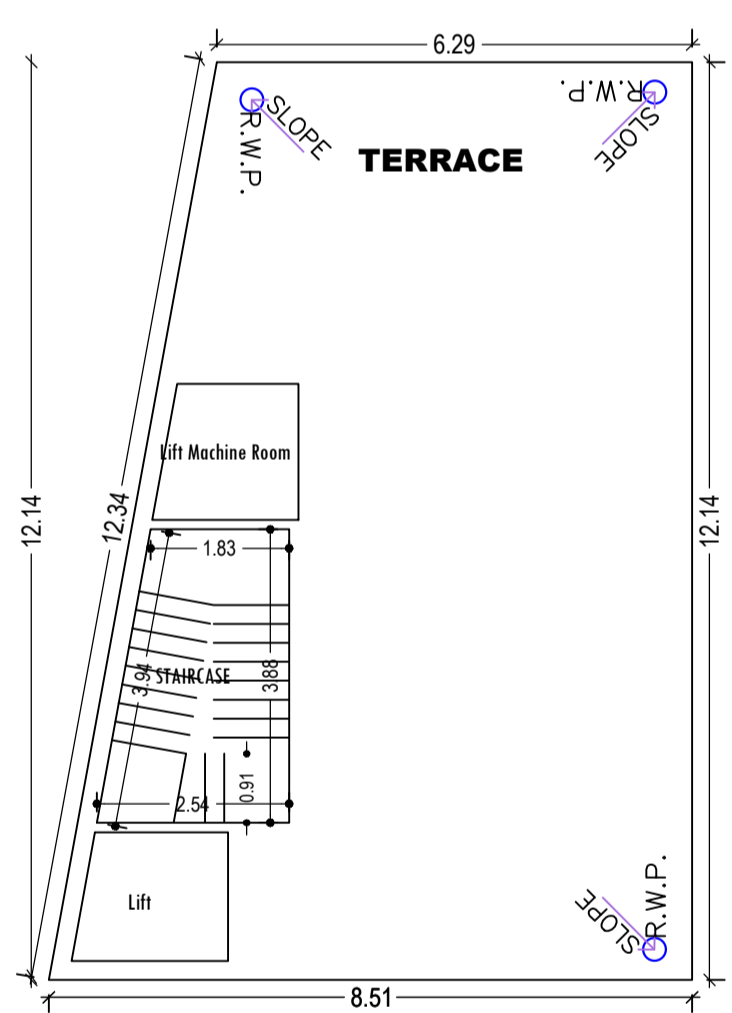 6.29
R.W.P.
SLOPE
R.W.P.
SLOPE
TERRACE
12.14
12.34
12.14
Lift Machine Room
1.83
3.94
STAIRCASE
3.88
0.91
2.54
Lift
R.W.P.
SLOPE
8.51